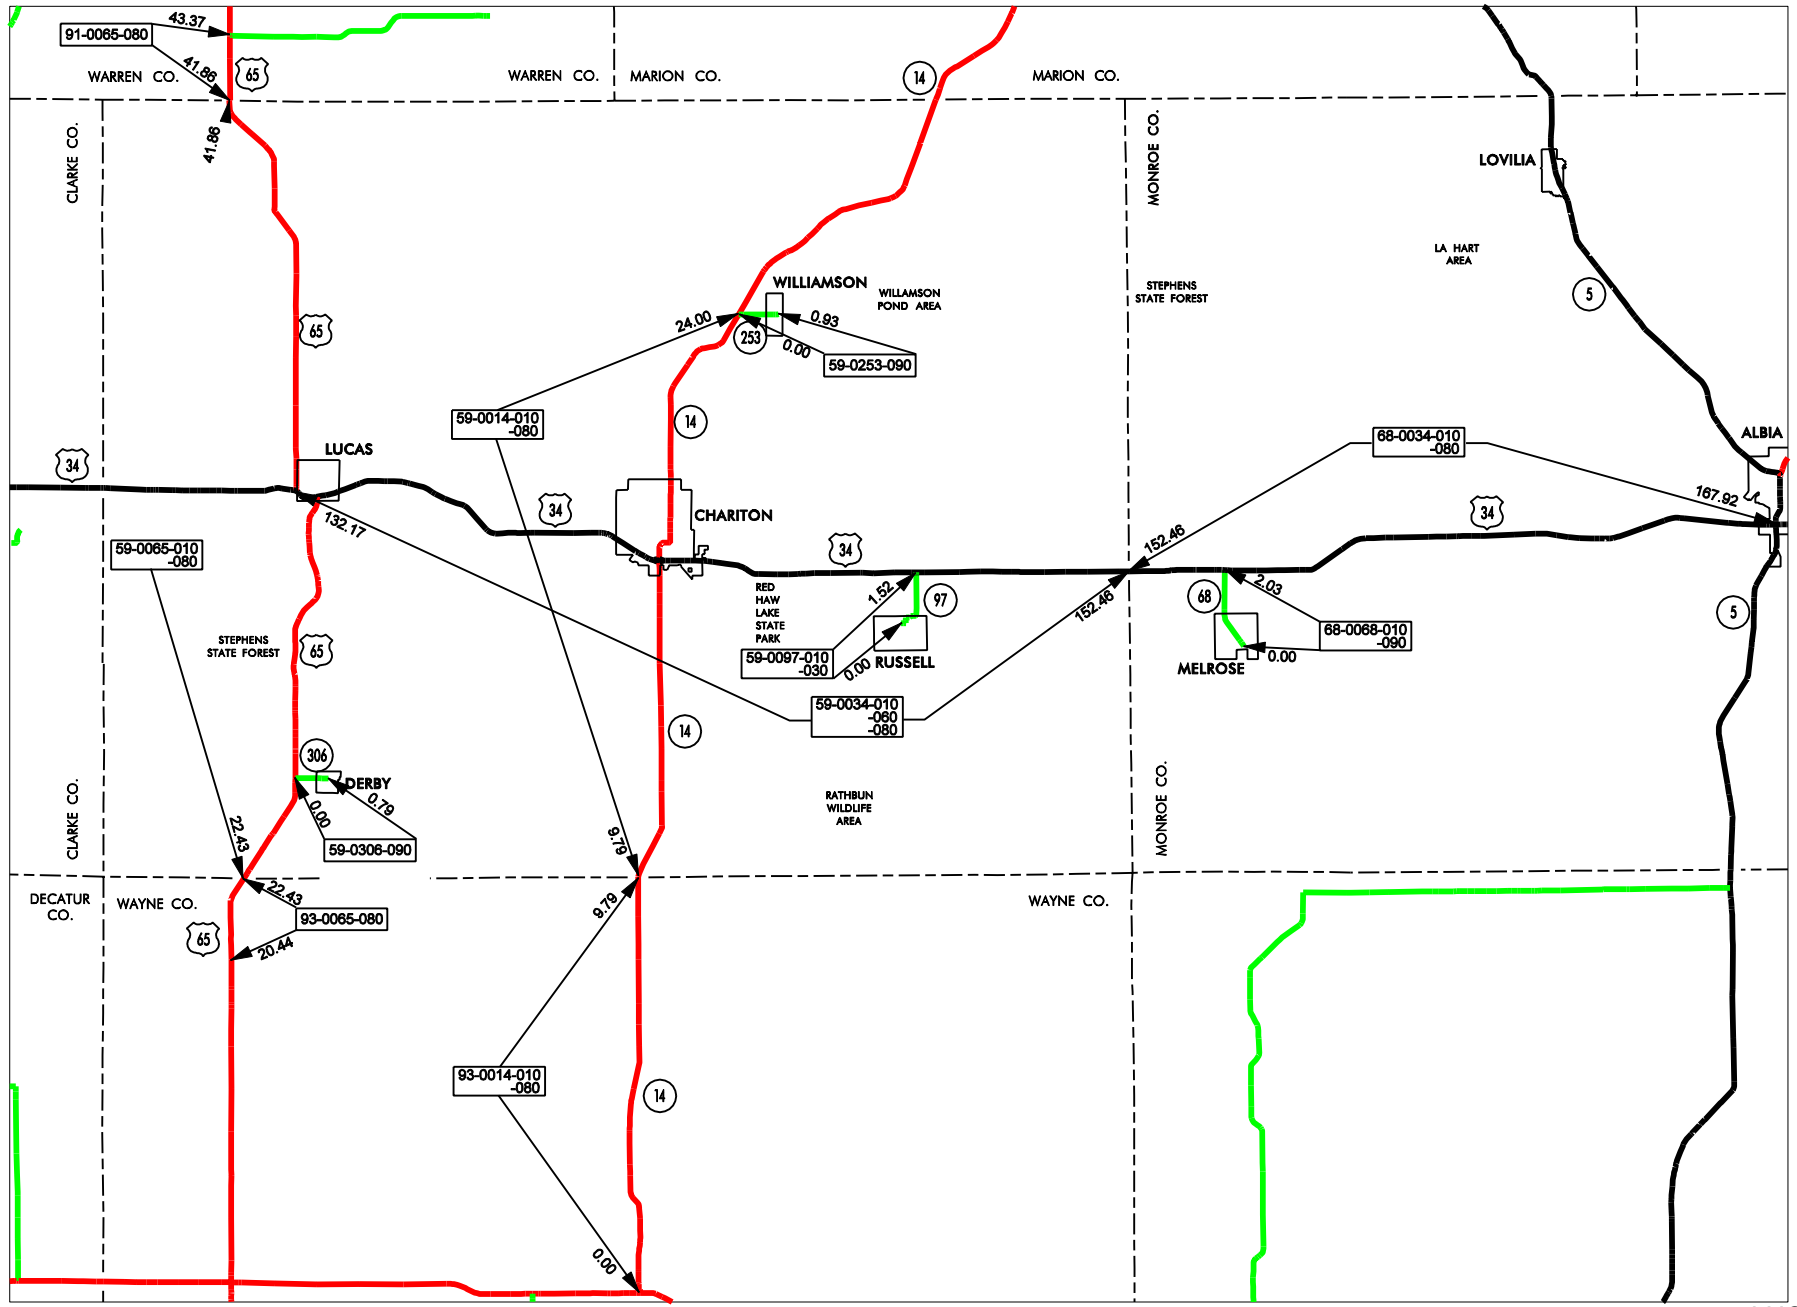 43.37
91-0065-080
41.86
WARREN CO.
65
WARREN CO.
MARION CO.
14
MARION CO.
41.86
CLARKE CO.
MONROE CO.
LOVILIA
LA HART
AREA
5
WILLIAMSON
WILLAMSON
POND AREA
STEPHENS
STATE FOREST
24.00
253
0.93
0.00
59-0253-090
65
59-0014-010
-080
14
68-0034-010
-080
ALBIA
LUCAS
34
132.17
34
CHARITON
167.92
34
152.46
59-0065-010
-080
34
RED
HAW
LAKE
STATE
PARK
1.52
97
152.46
68
2.03
5
STEPHENS
STATE FOREST
65
59-0097-010
-030
0.00
RUSSELL
68-0068-010
-090
0.00
MELROSE
59-0034-010
-060
-080
14
306
DERBY
0.79
0.00
59-0306-090
CLARKE CO.
22.43
RATHBUN
WILDLIFE
AREA
MONROE CO.
9.79
DECATUR
CO.
WAYNE CO.
22.43
93-0065-080
65
20.44
9.79
WAYNE CO.
93-0014-010
-080
14
0.00